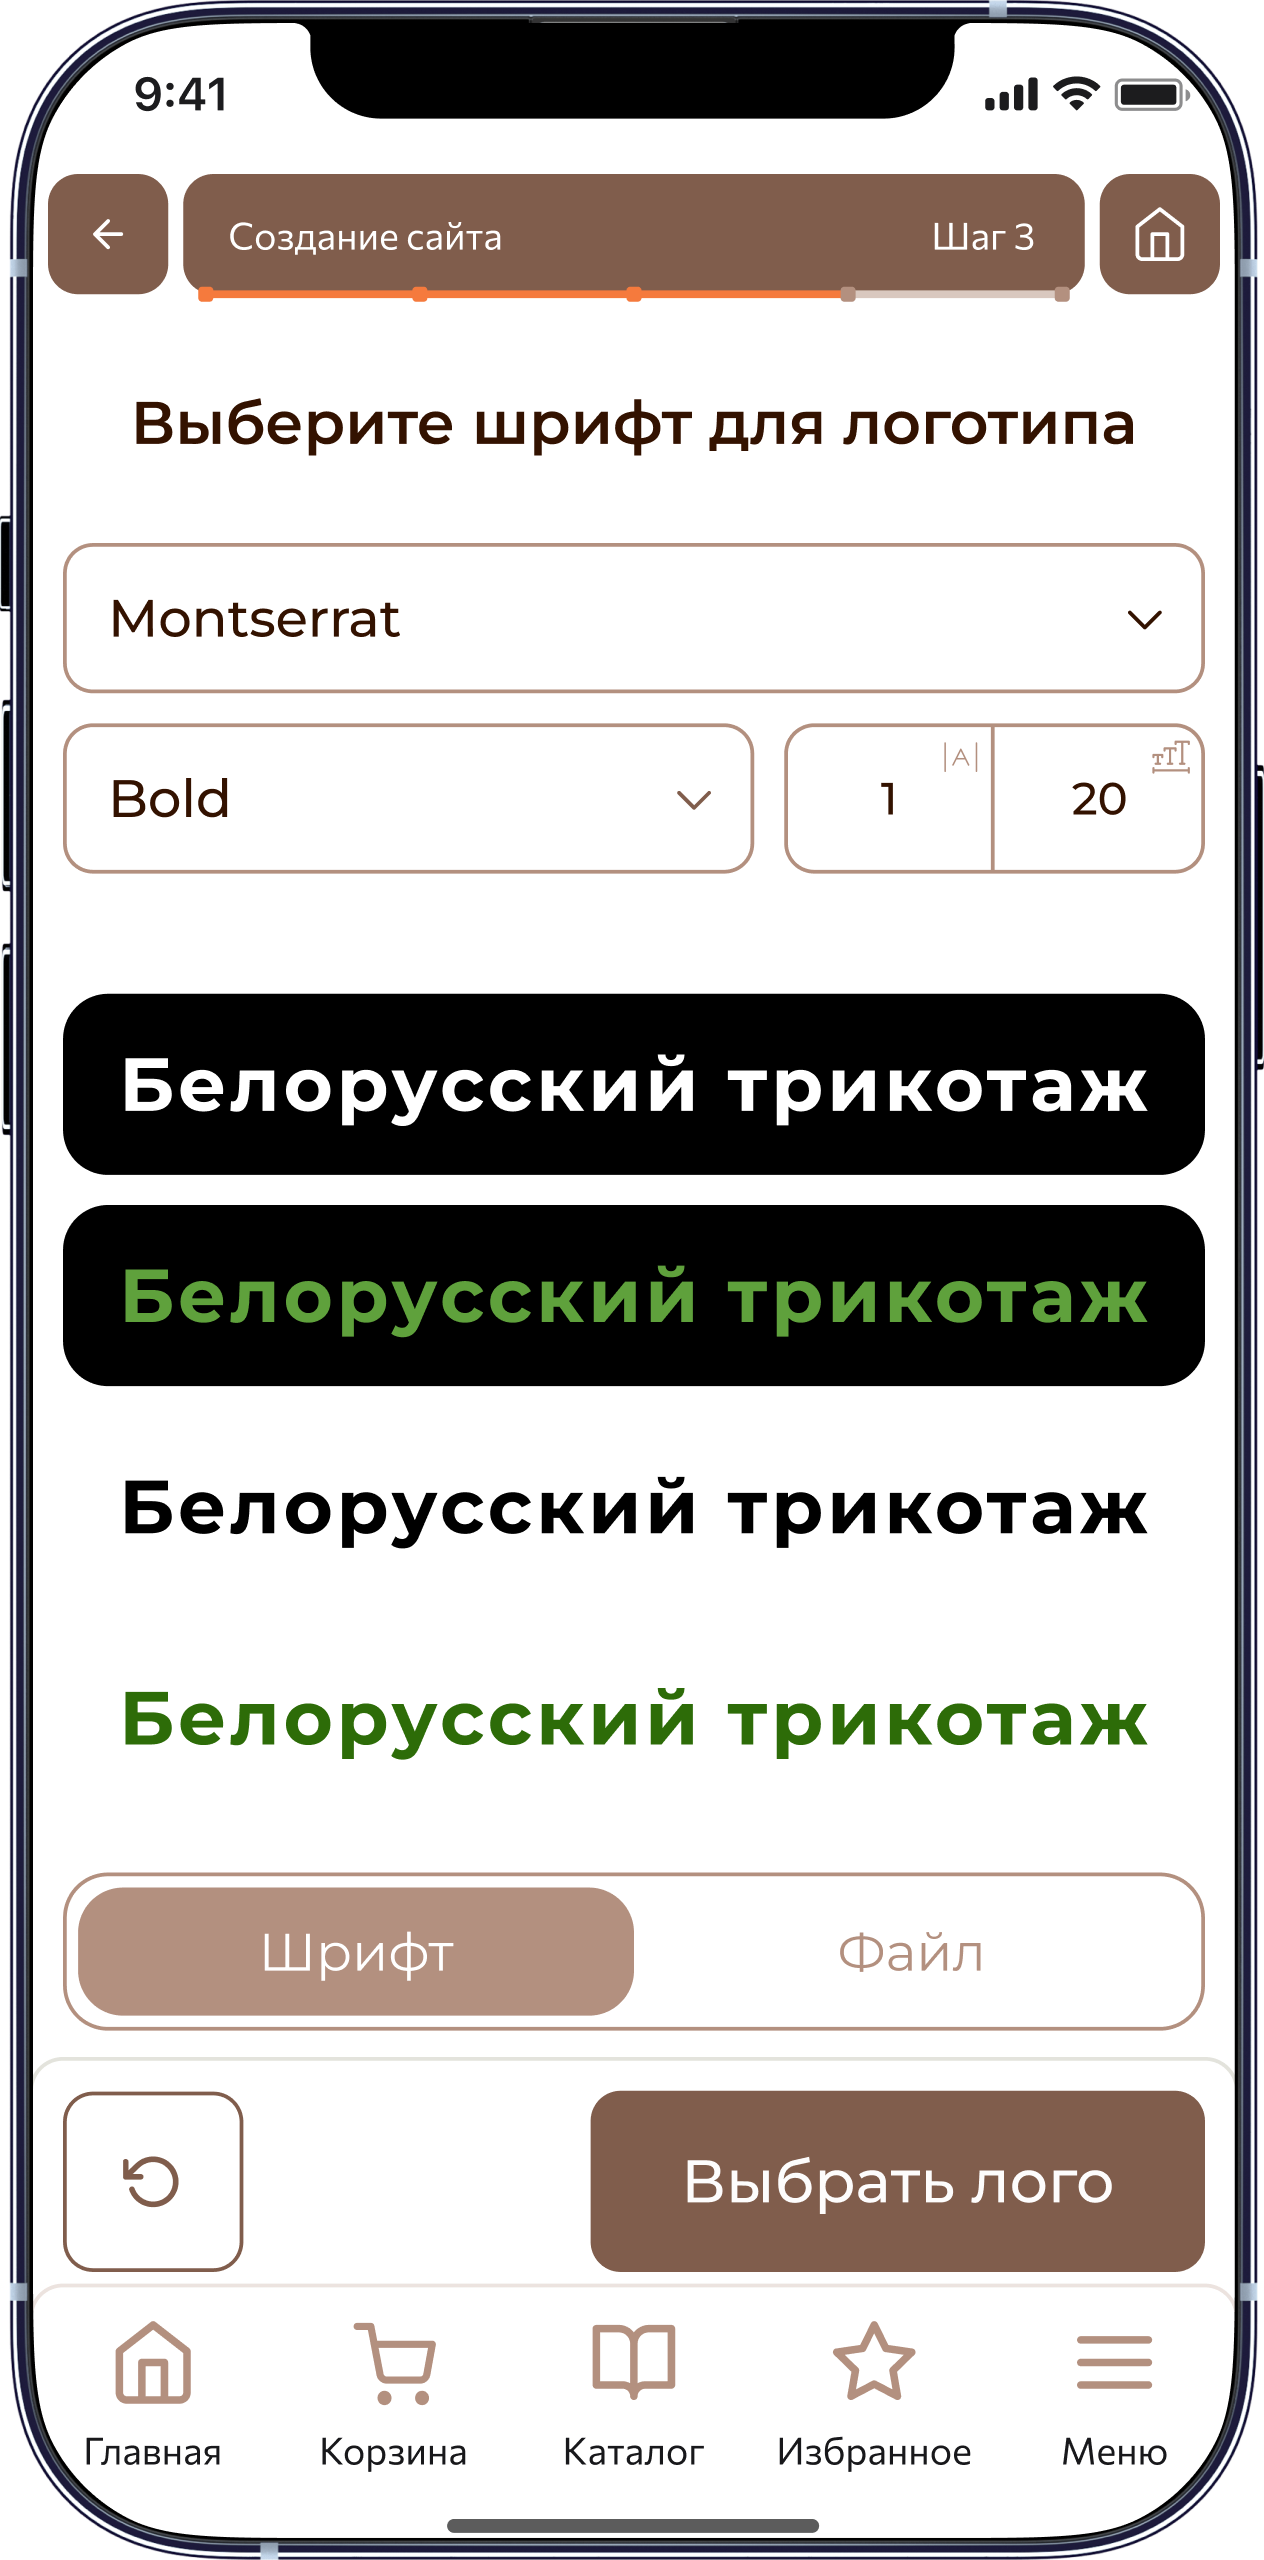 9:41
Создание сайта Шаг 3
Выберите шрифт для логотипа
Montserrat
Bold 1 |A| 20 тТТ
Белорусский трикотаж
Белорусский трикотаж
Белорусский трикотаж
Белорусский трикотаж
Шрифт Файл
Выбрать лого
Главная Корзина Каталог Избранное Меню